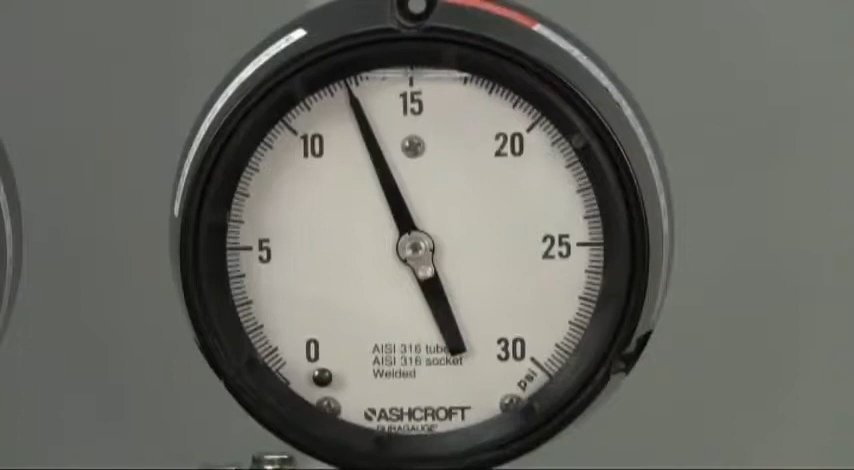 15
10
20
5
25
0
30
psi
AISI 316 tube
AISI 316 socket
Welded
ASHCROFT
DURAGAUGE